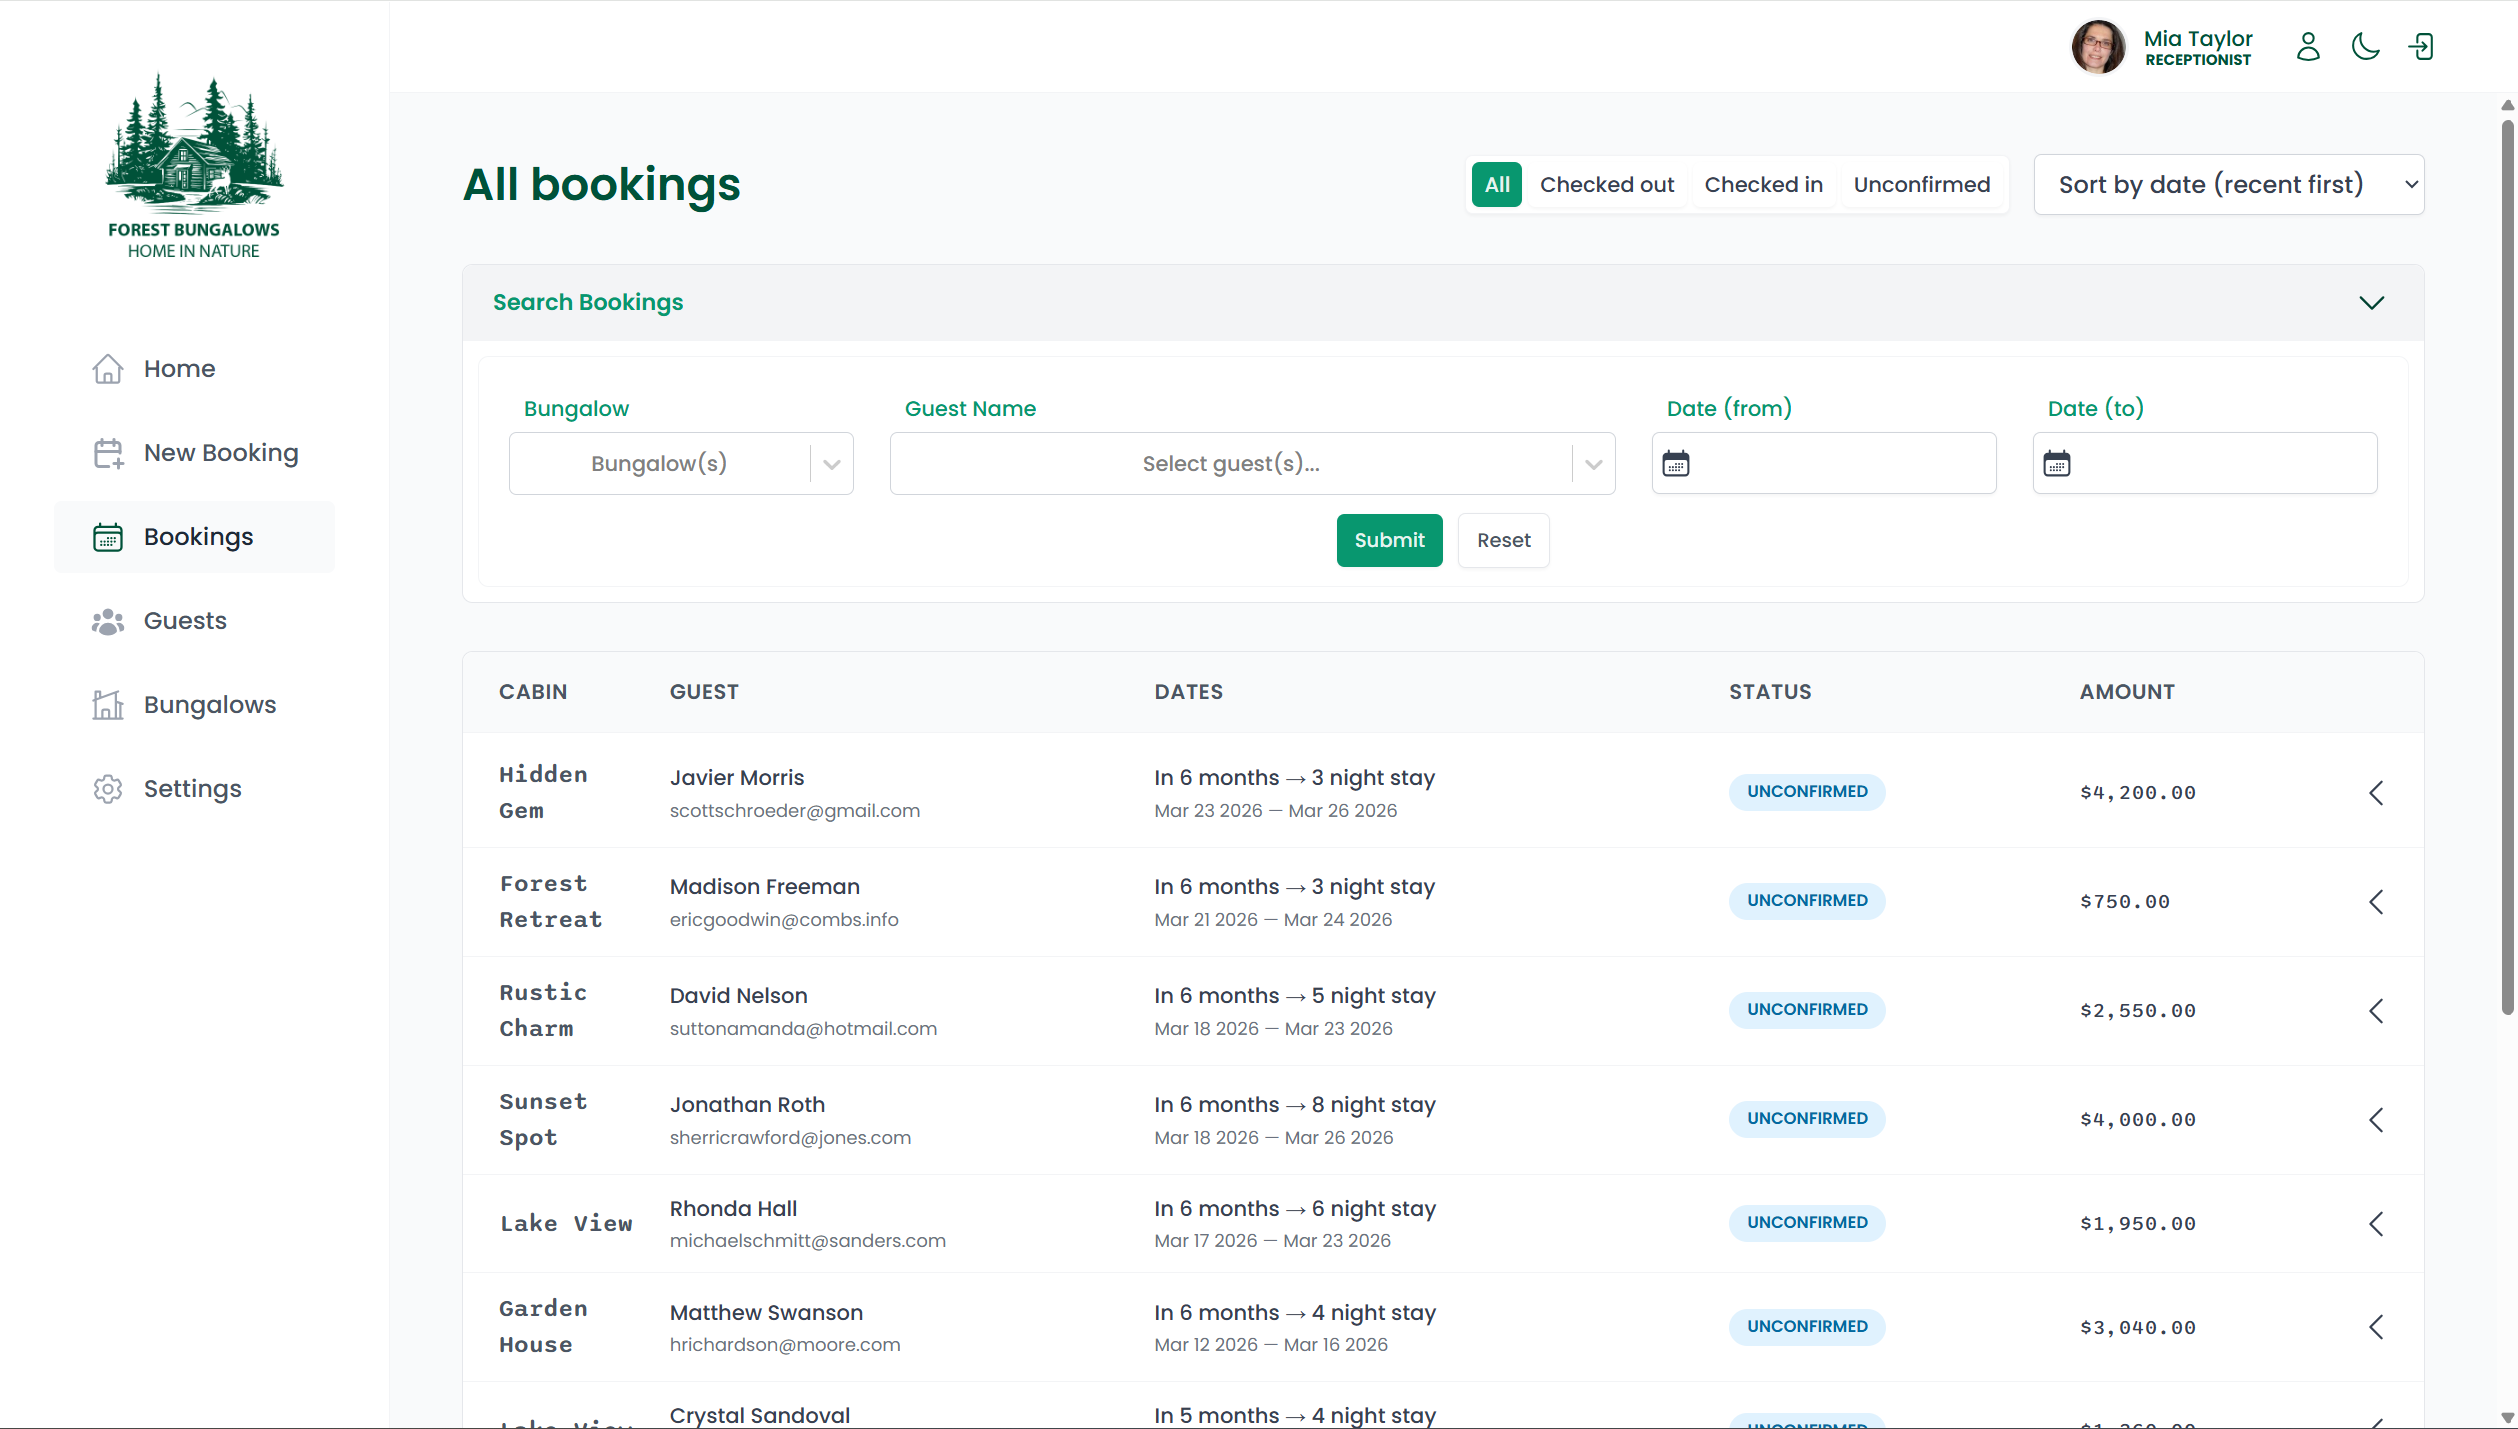 Mia Taylor
RECEPTIONIST
FOREST BUNGALOWS
HOME IN NATURE
Home
New Booking
Bookings
Guests
Bungalows
Settings
All bookings
All Checked out Checked in Unconfirmed
Sort by date (recent first)
Search Bookings
Bungalow Guest Name Date (from) Date (to)
Bungalow(s) Select guest(s)...
Submit Reset
CABIN GUEST DATES STATUS AMOUNT
Hidden Gem
Javier Morris
scottschroeder@gmail.com
In 6 months → 3 night stay
Mar 23 2026 — Mar 26 2026
UNCONFIRMED
$4,200.00
Forest Retreat
Madison Freeman
ericgoodwin@combs.info
In 6 months → 3 night stay
Mar 21 2026 — Mar 24 2026
UNCONFIRMED
$750.00
Rustic Charm
David Nelson
suttonamanda@hotmail.com
In 6 months → 5 night stay
Mar 18 2026 — Mar 23 2026
UNCONFIRMED
$2,550.00
Sunset Spot
Jonathan Roth
sherricrawford@jones.com
In 6 months → 8 night stay
Mar 18 2026 — Mar 26 2026
UNCONFIRMED
$4,000.00
Lake View
Rhonda Hall
michaelschmitt@sanders.com
In 6 months → 6 night stay
Mar 17 2026 — Mar 23 2026
UNCONFIRMED
$1,950.00
Garden House
Matthew Swanson
hrichardson@moore.com
In 6 months → 4 night stay
Mar 12 2026 — Mar 16 2026
UNCONFIRMED
$3,040.00
Lake View
Crystal Sandoval
In 5 months → 4 night stay
UNCONFIRMED